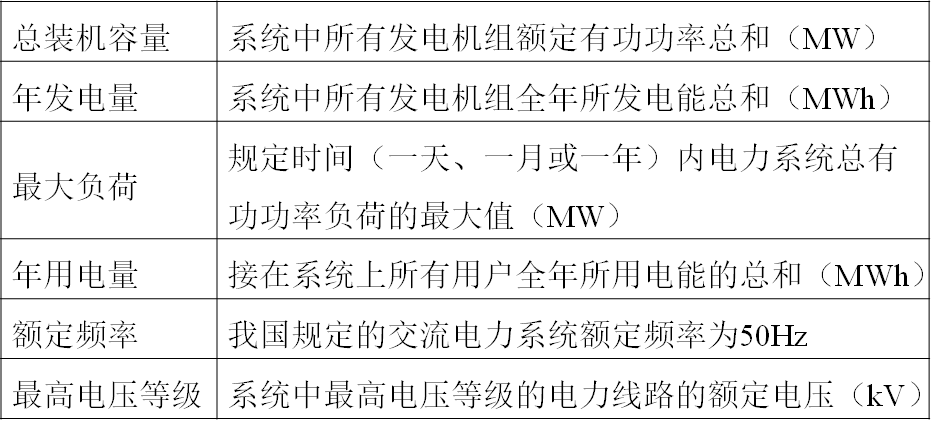 总装机容量 系统中所有发电机组额定有功功率总和（MW）
年发电量 系统中所有发电机组全年所发电能总和（MWh）
最大负荷 规定时间（一天、一月或一年）内电力系统总有
功功率负荷的最大值（MW）
年用电量 接在系统上所有用户全年所用电能的总和（MWh）
额定频率 我国规定的交流电力系统额定频率为50Hz
最高电压等级 系统中最高电压等级的电力线路的额定电压（kV）